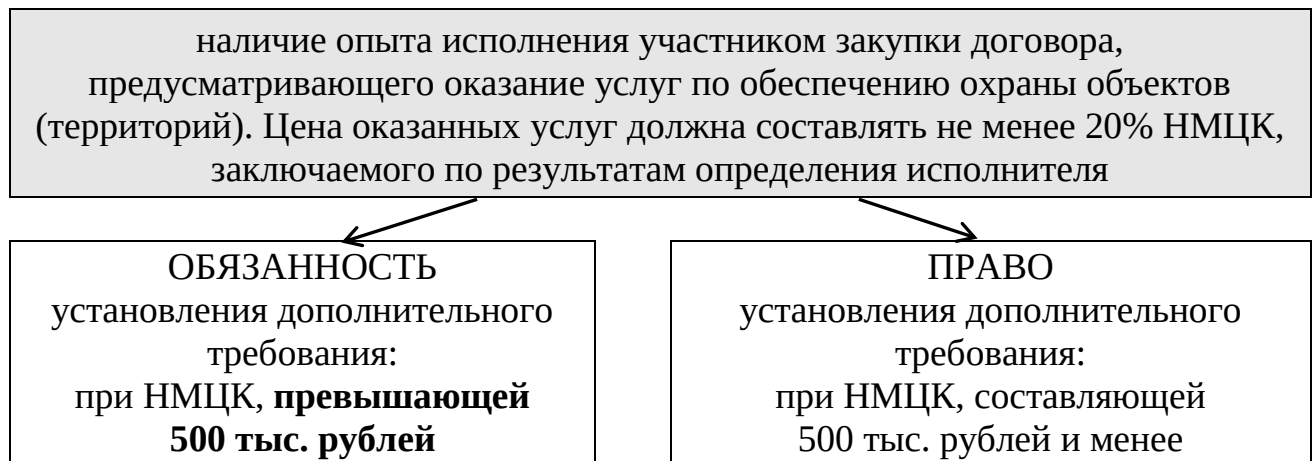 наличие опыта исполнения участником закупки договора,
предусматривающего оказание услуг по обеспечению охраны объектов
(территорий). Цена оказанных услуг должна составлять не менее 20% НМЦК,
заключаемого по результатам определения исполнителя
ОБЯЗАННОСТЬ
установления дополнительного
требования:
при НМЦК, превышающей
500 тыс. рублей
ПРАВО
установления дополнительного
требования:
при НМЦК, составляющей
500 тыс. рублей и менее